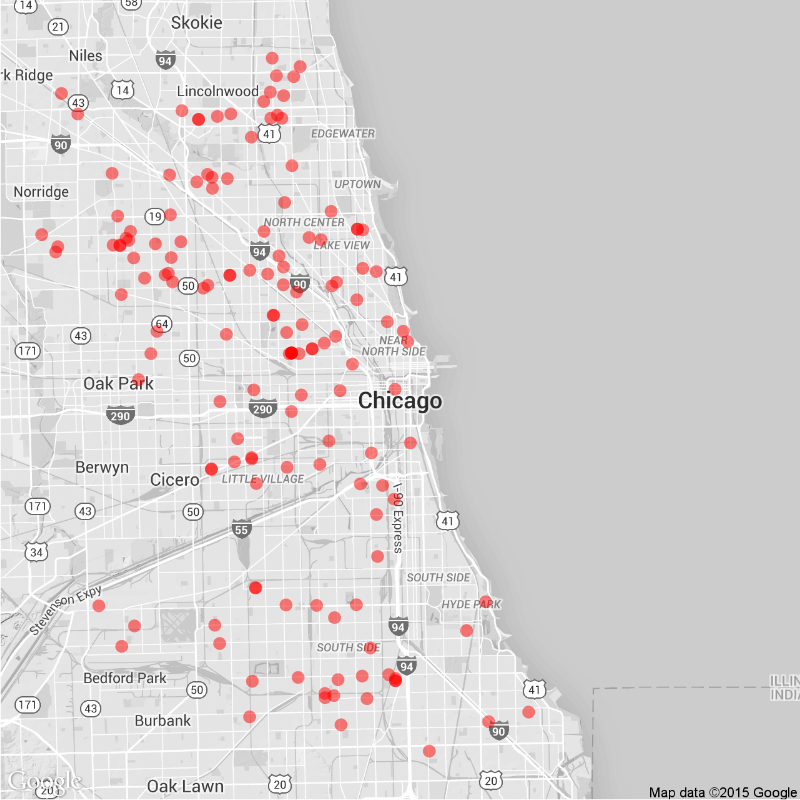 14
58
21
Skokie
Niles
94
rk Ridge
14
Lincolnwood
43
41
EDGEWATER
90
UPTOWN
Norridge
19
NORTH CENTER
LAKE VIEW
94
41
50
90
64
43
171
50
NEAR
NORTH SIDE
Oak Park
290
290
Chicago
Berwyn
Cicero
LITTLE VILLAGE
171
43
50
I-90 Express
41
55
34
SOUTH SIDE
Stevenson Expy
HYDE PARK
94
SOUTH SIDE
94
Bedford Park
ILLIN
INDIA
50
41
171
43
Burbank
90
Google
20
Oak Lawn
20
20
Map data ©2015 Google